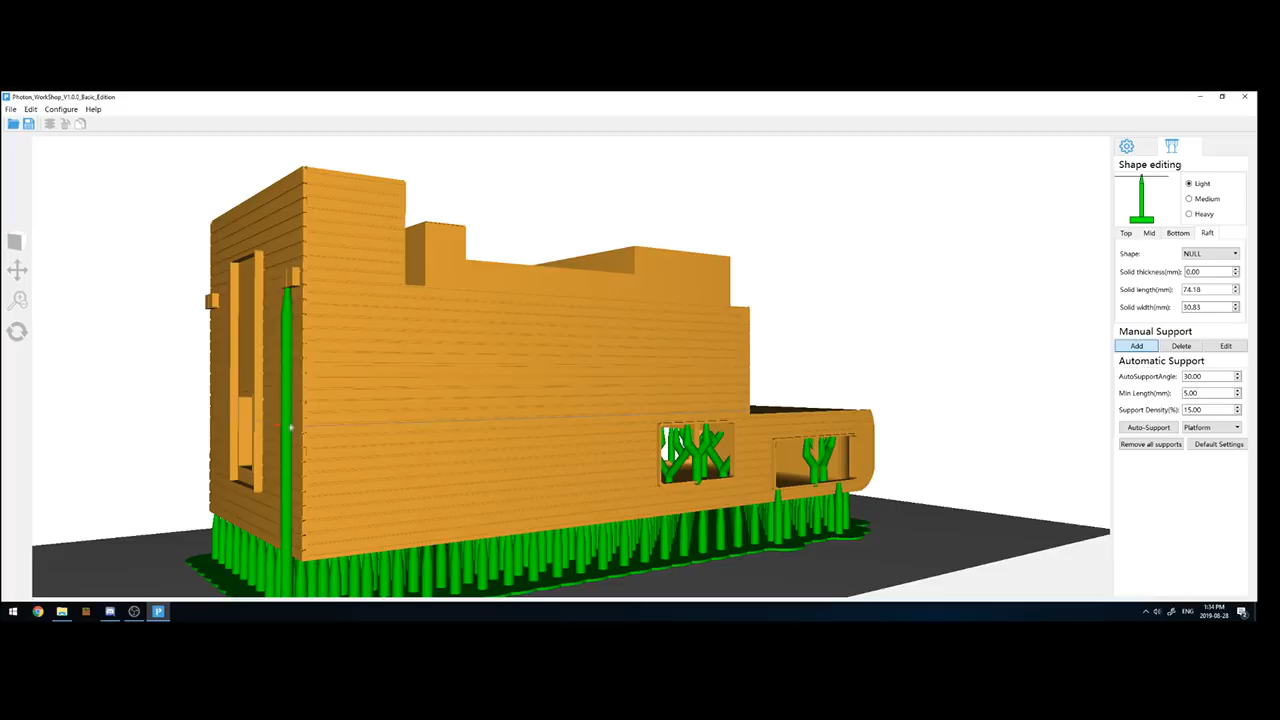 Photon_WorkShop_V1.0.0_Basic_Edition
File Edit Configure Help
Shape editing
Light
Medium
Heavy
Top Mid Bottom Raft
Shape: NULL
Solid thickness(mm): 0.00
Solid length(mm): 74.18
Solid width(mm): 30.83
Manual Support
Add Delete Edit
Automatic Support
AutoSupportAngle: 30.00
Min Length(mm): 5.00
Support Density(%): 15.00
Auto-Support Platform
Remove all supports Default Settings
ENG
1:34 PM
2019-08-28